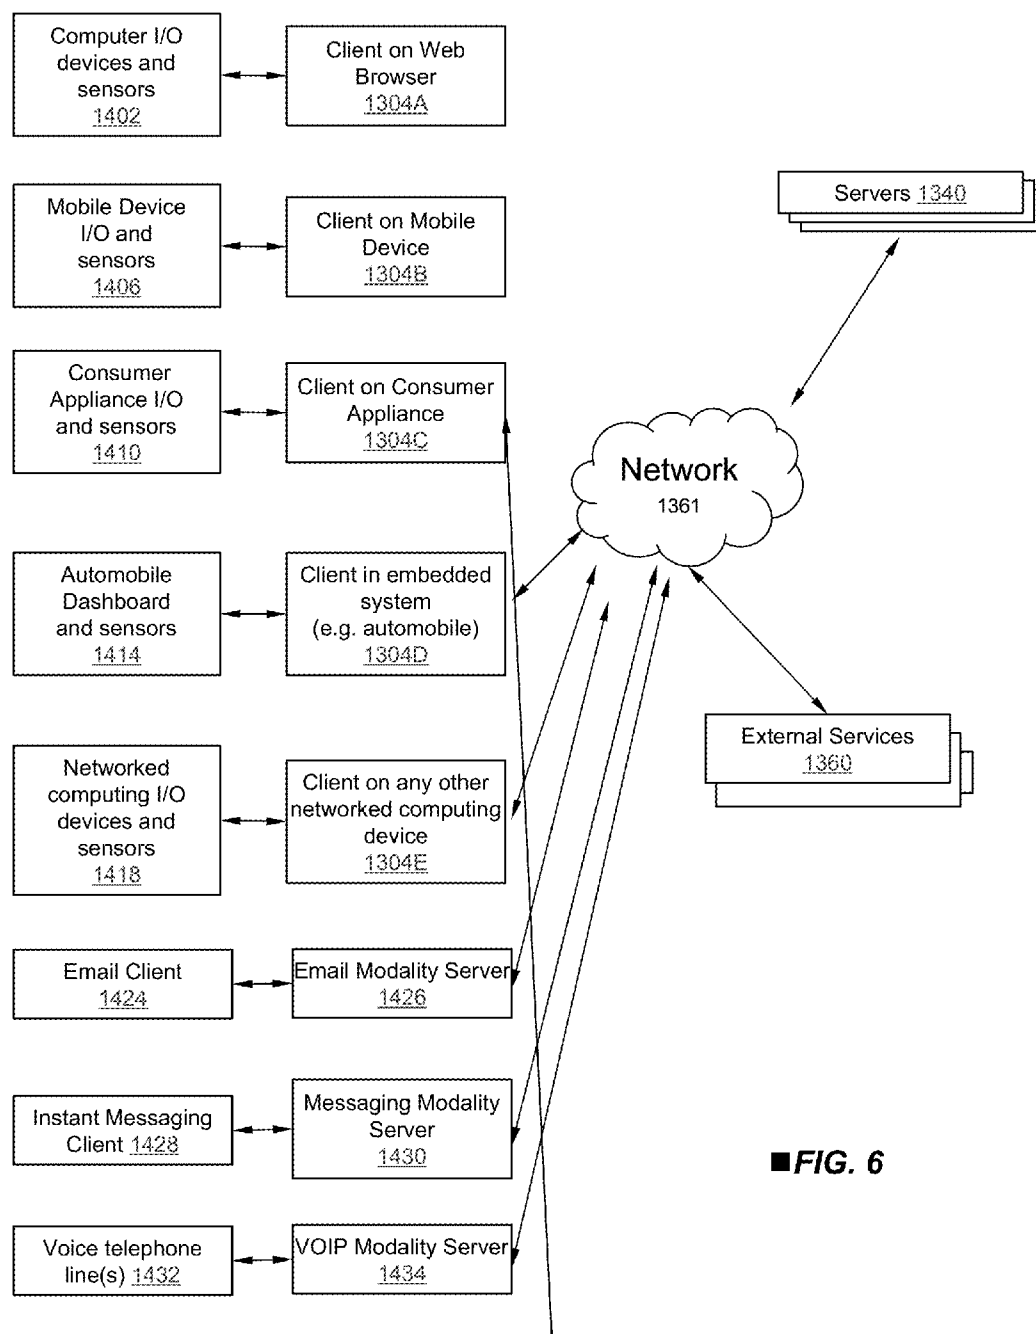 Computer I/O
devices and
sensors
1402
Client on Web
Browser
1304A
Mobile Device
I/O and
sensors
1406
Client on Mobile
Device
1304B
Servers 1340
Consumer
Appliance I/O
and sensors
1410
Client on Consumer
Appliance
1304C
Network
1361
Automobile
Dashboard
and sensors
1414
Client in embedded
system
(e.g. automobile)
1304D
External Services
1360
Networked
computing I/O
devices and
sensors
1418
Client on any other
networked computing
device
1304E
Email Client
1424
Email Modality Server
1426
Instant Messaging
Client 1428
Messaging Modality
Server
1430
■FIG. 6
Voice telephone
line(s) 1432
VOIP Modality Server
1434